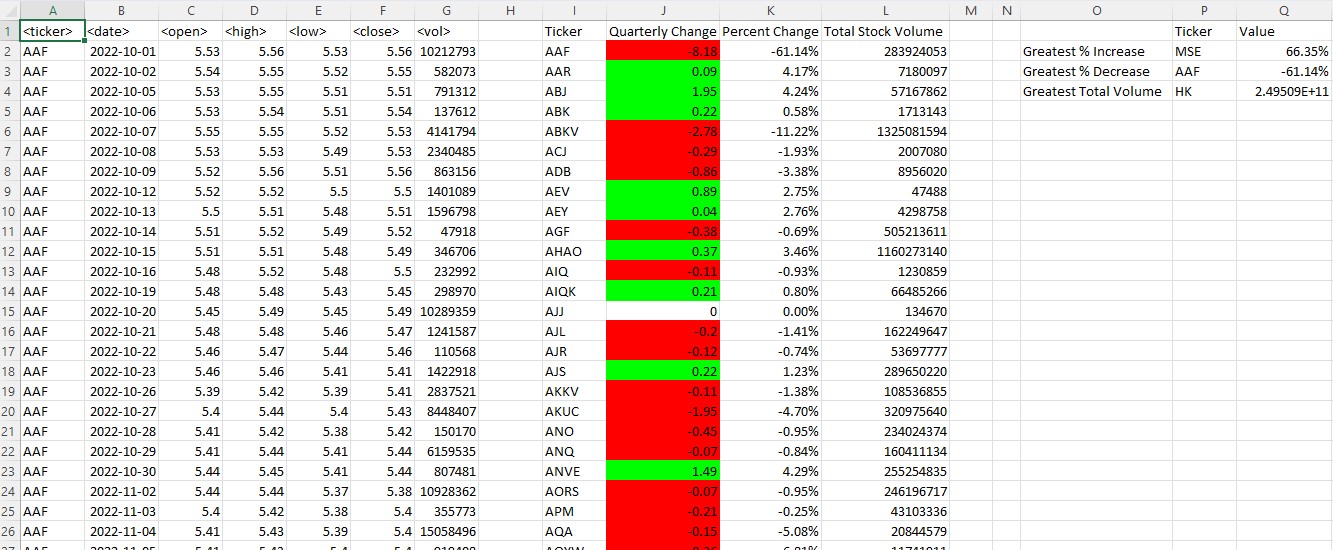 A B C D E F G H I J K L M N O P Q
1 <ticker> <date> <open> <high> <low> <close> <vol> Ticker Quarterly Change Percent Change Total Stock Volume Ticker Value
2 AAF 2022-10-01 5.53 5.56 5.53 5.56 10212793 AAF -8.18 -61.14% 283924053 Greatest % Increase MSE 66.35%
3 AAF 2022-10-02 5.54 5.55 5.52 5.55 582073 AAR 0.09 4.17% 7180097 Greatest % Decrease AAF -61.14%
4 AAF 2022-10-05 5.53 5.55 5.51 5.51 791312 ABJ 1.95 4.24% 57167862 Greatest Total Volume HK 2.49509E+11
5 AAF 2022-10-06 5.53 5.54 5.51 5.54 137612 ABK 0.22 0.58% 1713143
6 AAF 2022-10-07 5.55 5.55 5.52 5.53 4141794 ABKV -2.78 -11.22% 1325081594
7 AAF 2022-10-08 5.53 5.53 5.49 5.53 2340485 ACJ -0.29 -1.93% 2007080
8 AAF 2022-10-09 5.52 5.56 5.51 5.56 863156 ADB -0.86 -3.38% 8956020
9 AAF 2022-10-12 5.52 5.52 5.5 5.5 1401089 AEV 0.89 2.75% 47488
10 AAF 2022-10-13 5.5 5.51 5.48 5.51 1596798 AEY 0.04 2.76% 4298758
11 AAF 2022-10-14 5.51 5.52 5.49 5.52 47918 AGF -0.38 -0.69% 505213611
12 AAF 2022-10-15 5.51 5.51 5.48 5.49 346706 AHAO 0.37 3.46% 1160273140
13 AAF 2022-10-16 5.48 5.52 5.48 5.5 232992 AIQ -0.11 -0.93% 1230859
14 AAF 2022-10-19 5.48 5.48 5.43 5.45 298970 AIQK 0.21 0.80% 66485266
15 AAF 2022-10-20 5.45 5.49 5.45 5.49 10289359 AJJ 0 0.00% 134670
16 AAF 2022-10-21 5.48 5.48 5.46 5.47 1241587 AJL -0.2 -1.41% 162249647
17 AAF 2022-10-22 5.46 5.47 5.44 5.46 110568 AJR -0.12 -0.74% 53697777
18 AAF 2022-10-23 5.46 5.46 5.41 5.41 1422918 AJS 0.22 1.23% 289650220
19 AAF 2022-10-26 5.39 5.42 5.39 5.41 2837521 AKKV -0.11 -1.38% 108536855
20 AAF 2022-10-27 5.4 5.44 5.4 5.43 8448407 AKUC -1.95 -4.70% 320975640
21 AAF 2022-10-28 5.41 5.42 5.38 5.42 150170 ANO -0.45 -0.95% 234024374
22 AAF 2022-10-29 5.41 5.44 5.41 5.44 6159535 ANQ -0.07 -0.84% 160411134
23 AAF 2022-10-30 5.44 5.45 5.41 5.44 807481 ANVE 1.49 4.29% 255254835
24 AAF 2022-11-02 5.44 5.44 5.37 5.38 10928362 AORS -0.07 -0.95% 246196717
25 AAF 2022-11-03 5.4 5.42 5.38 5.4 355773 APM -0.21 -0.25% 43103336
26 AAF 2022-11-04 5.41 5.43 5.39 5.4 15058496 AQA -0.15 -5.08% 20844579